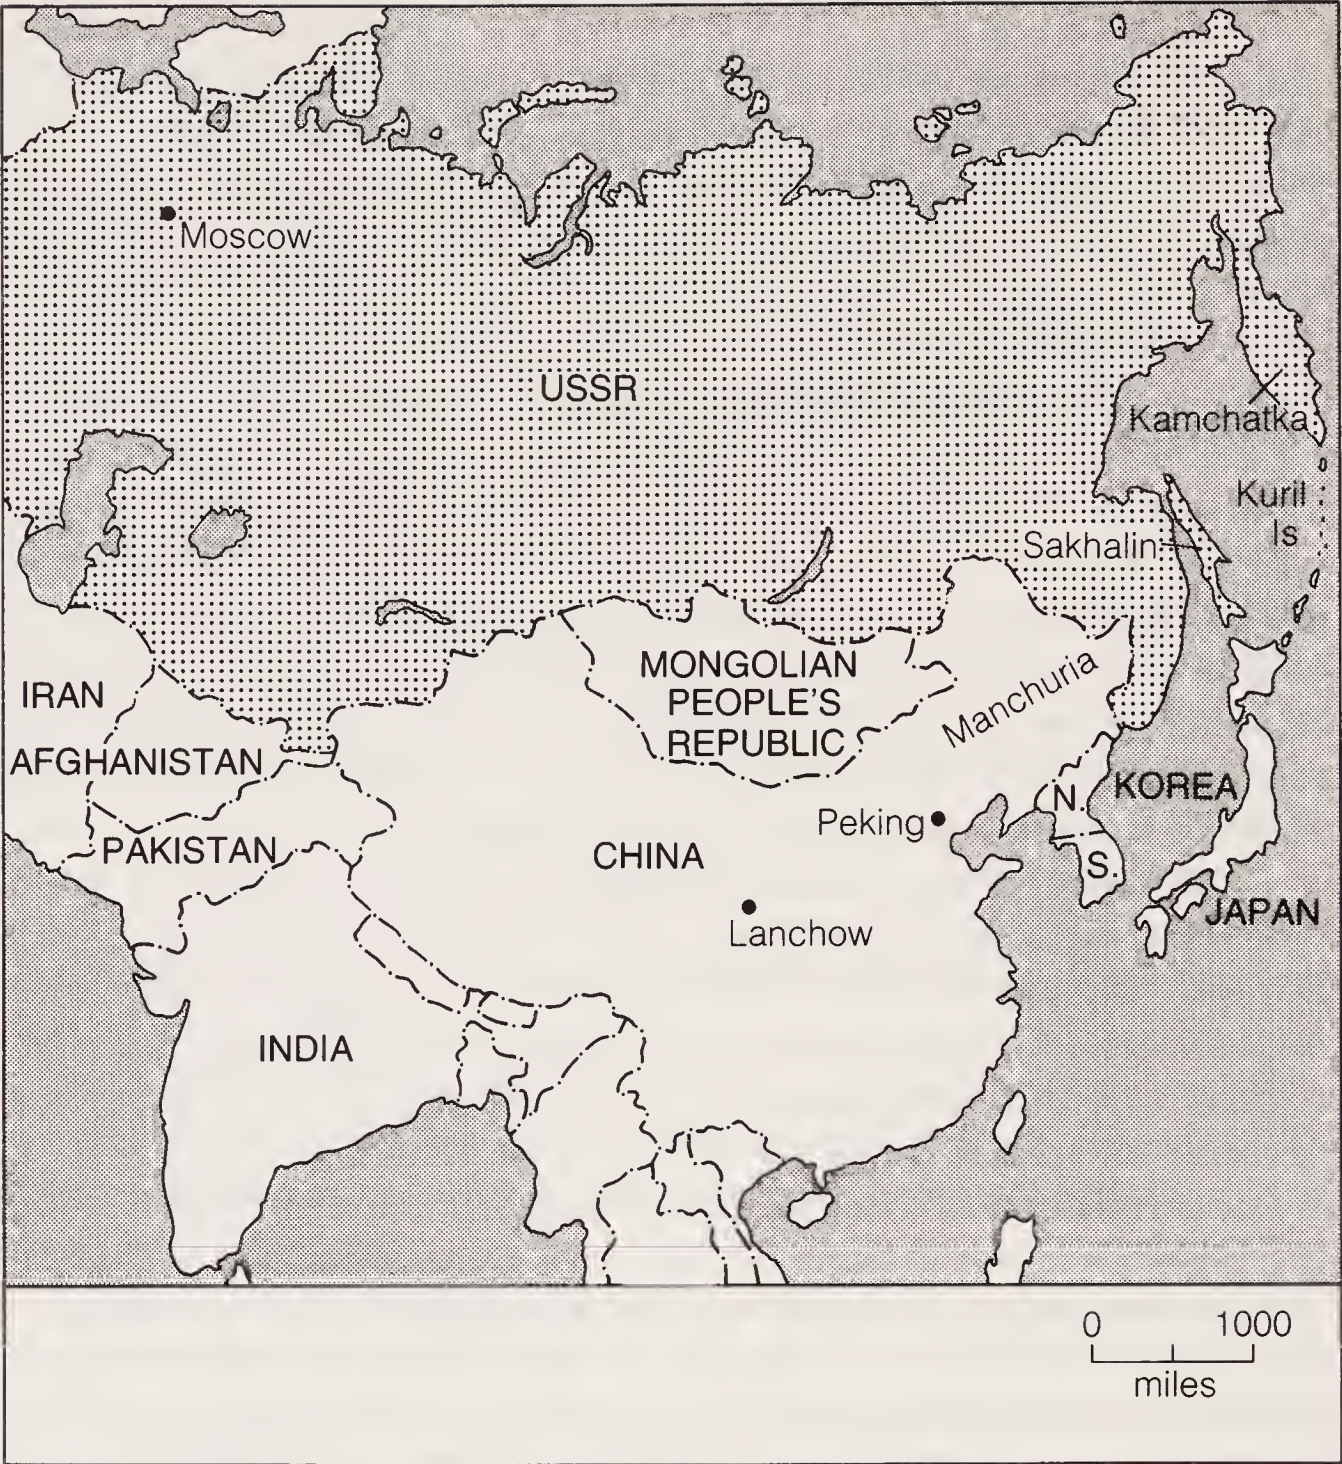 Moscow
USSR
Kamchatka
Kuril
Is
Sakhalin
MONGOLIAN
PEOPLE'S
REPUBLIC
Manchuria
IRAN
AFGHANISTAN
PAKISTAN
N.
KOREA
Peking
CHINA
S.
Lanchow
JAPAN
INDIA
0 1000
miles